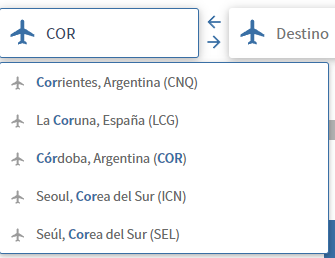 COR
Destino
Corrientes, Argentina (CNQ)
La Coruna, España (LCG)
Córdoba, Argentina (COR)
Seoul, Corea del Sur (ICN)
Seúl, Corea del Sur (SEL)